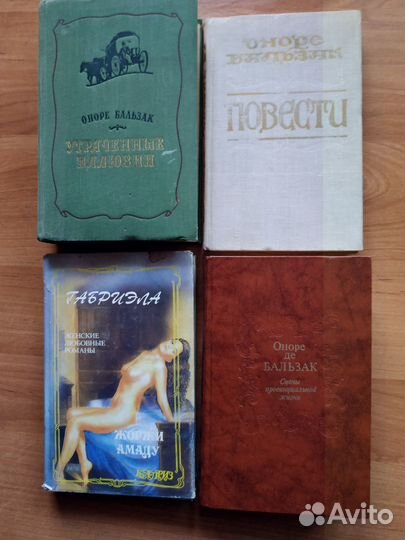 ОНОРЕ БАЛЬЗАК
УТРАЧЕННЫЕ
ИЛЛЮЗИИ
ОНОРЕ
БАЛЬЗАК
ПОВЕСТИ
ГАБРИЭЛА
ЖЕНСКИЕ
ЛЮБОВНЫЕ
РОМАНЫ
ЖОРЖИ
АМАДУ
Оноре
де
БАЛЬЗАК
Сцены
провинциальной
жизни
Avito